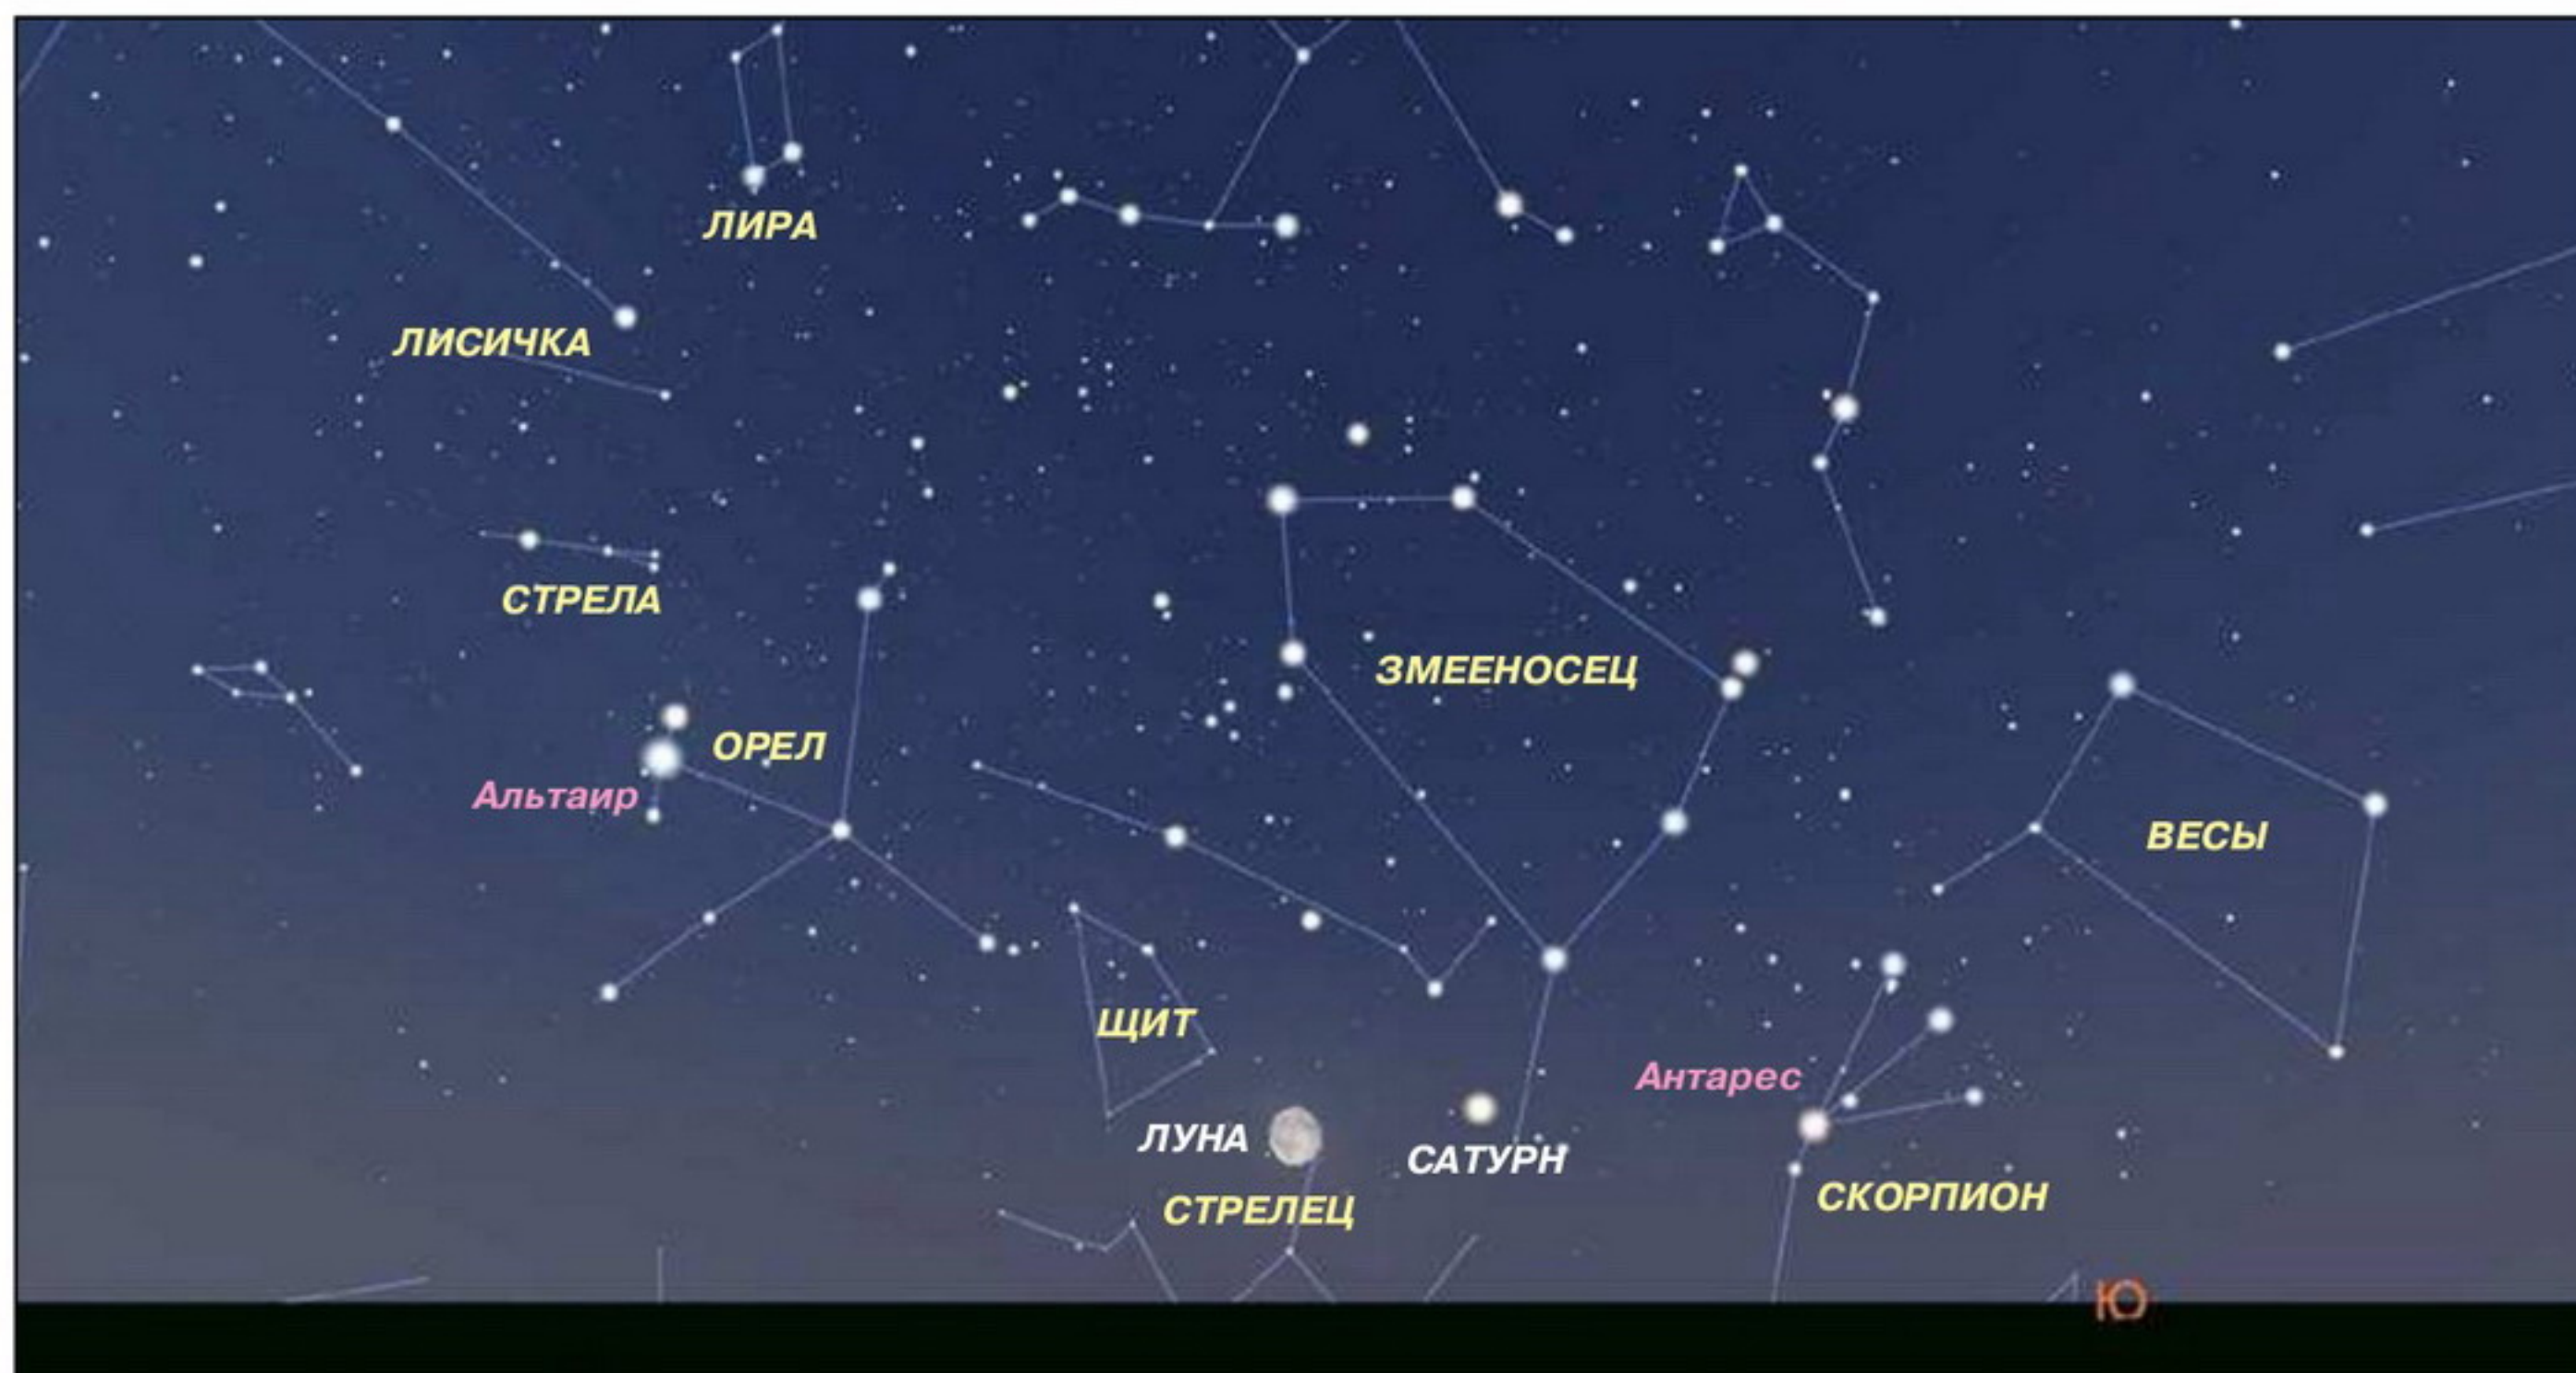 ЛИРА
ЛИСИЧКА
СТРЕЛА
ЗМЕЕНОСЕЦ
ОРЕЛ
Альтаир
ВЕСЫ
ЩИТ
Антарес
ЛУНА
САТУРН
СКОРПИОН
СТРЕЛЕЦ
Ю